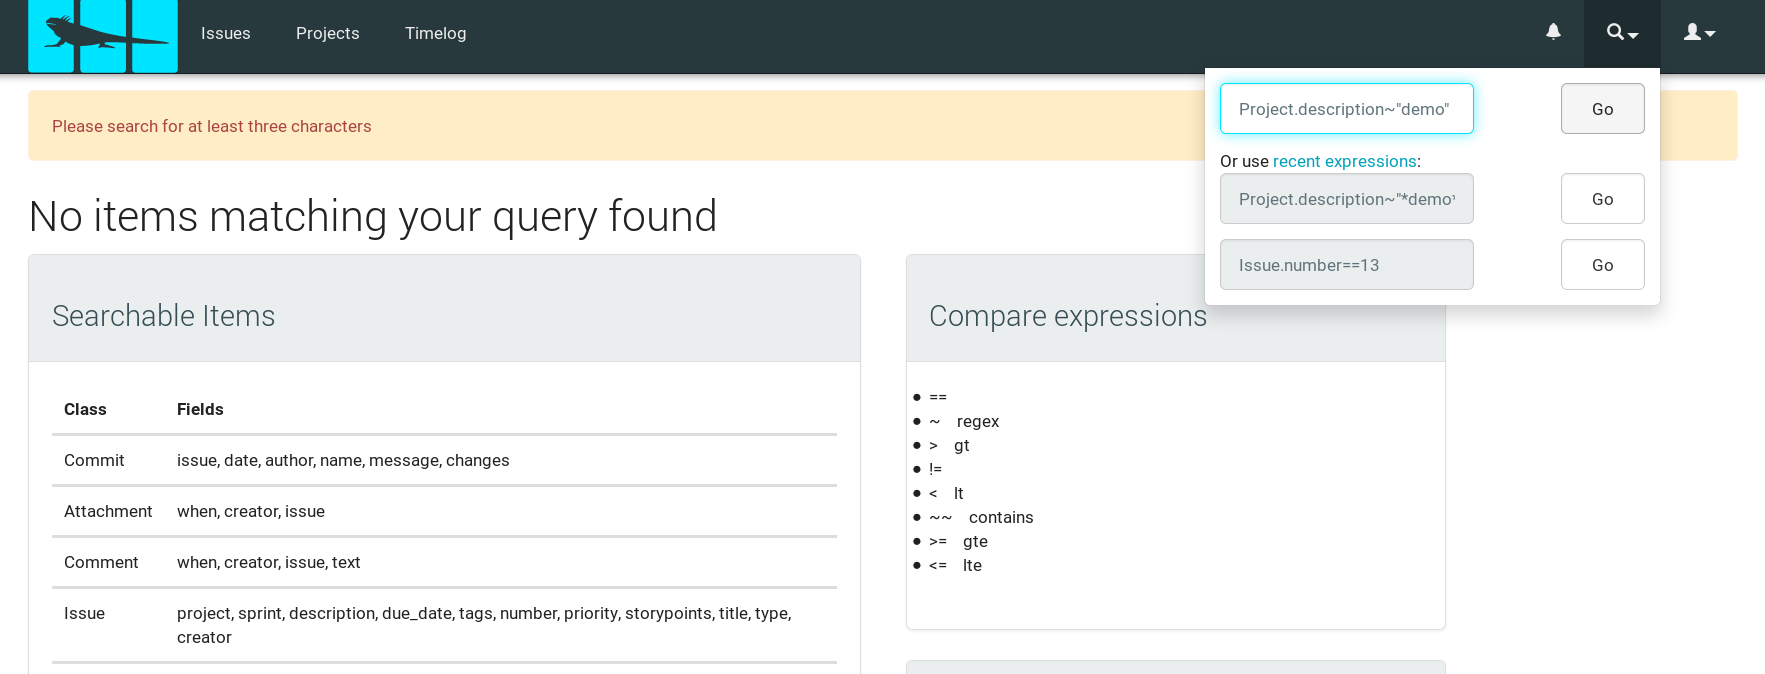 Issues Projects Timelog
Project.description~"demo" Go
Or use recent expressions:
Project.description~"*demo* Go
Issue.number==13 Go
Please search for at least three characters
No items matching your query found
Searchable Items
Class Fields
Commit issue, date, author, name, message, changes
Attachment when, creator, issue
Comment when, creator, issue, text
Issue project, sprint, description, due_date, tags, number, priority, storypoints, title, type,
creator
Compare expressions
==
~ regex
> gt
!=
< lt
~~ contains
>= gte
<= lte